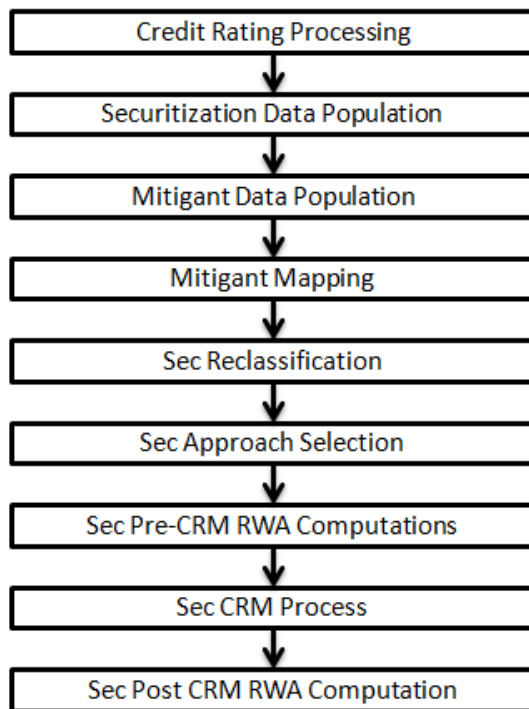 Credit Rating Processing
Securitization Data Population
Mitigant Data Population
Mitigant Mapping
Sec Reclassification
Sec Approach Selection
Sec Pre-CRM RWA Computations
Sec CRM Process
Sec Post CRM RWA Computation